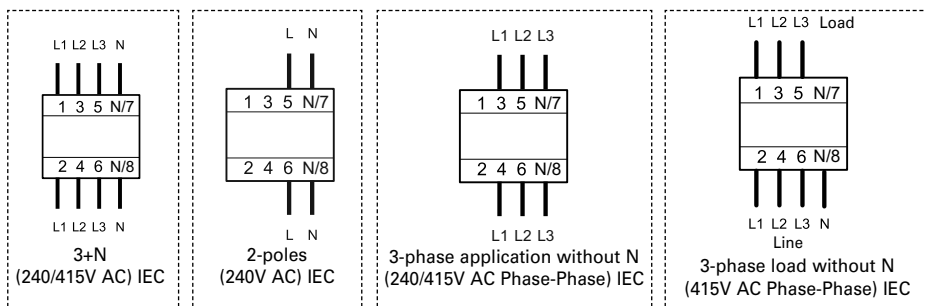 L1 L2 L3 N
1 3 5 N/7
2 4 6 N/8
L1 L2 L3 N
3+N
(240/415V AC) IEC
L N
1 3 5 N/7
2 4 6 N/8
L N
2-poles
(240V AC) IEC
L1 L2 L3
1 3 5 N/7
2 4 6 N/8
L1 L2 L3
3-phase application without N
(240/415V AC Phase-Phase) IEC
L1 L2 L3 Load
1 3 5 N/7
2 4 6 N/8
L1 L2 L3 N
Line
3-phase load without N
(415V AC Phase-Phase) IEC